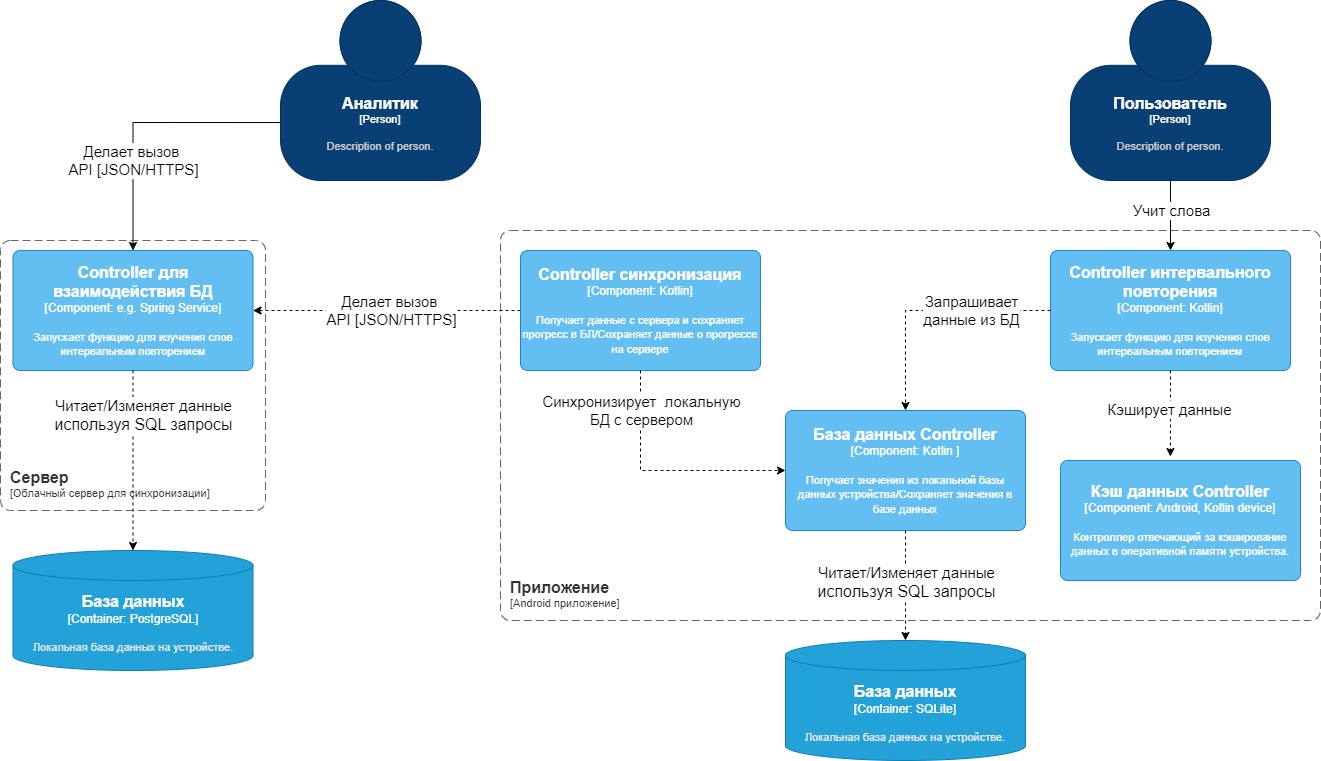 Аналитик
[Person]
Description of person.
Пользователь
[Person]
Description of person.
Делает вызов
API [JSON/HTTPS]
Учит слова
Controller для
взаимодействия БД
[Component: e.g. Spring Service]
Запускает функцию для изучения слов
интервальным повторением
Делает вызов
API [JSON/HTTPS]
Controller синхронизация
[Component: Kotlin]
Получает данные с сервера и сохраняет
прогресс в БЛ/Сохраняет данные о прогрессе
на сервере
Запрашивает
данные из БД
Controller интервального
повторения
[Component: Kotlin]
Запускает функцию для изучения слов
интервальным повторением
Читает/Изменяет данные
используя SQL запросы
Синхронизирует локальную
БД с сервером
Кэширует данные
База данных Controller
[Component: Kotlin ]
Получает значения из локальной базы
данных устройства/Сохраняет значения в
базе данных
Кэш данных Controller
[Component: Android, Kotlin device]
Контроллер отвечающий за кэширование
данных в оперативной памяти устройства.
Сервер
[Облачный сервер для синхронизации]
Приложение
[Android приложение]
Читает/Изменяет данные
используя SQL запросы
База данных
[Container: PostgreSQL]
Локальная база данных на устройстве.
База данных
[Container: SQLite]
Локальная база данных на устройстве.